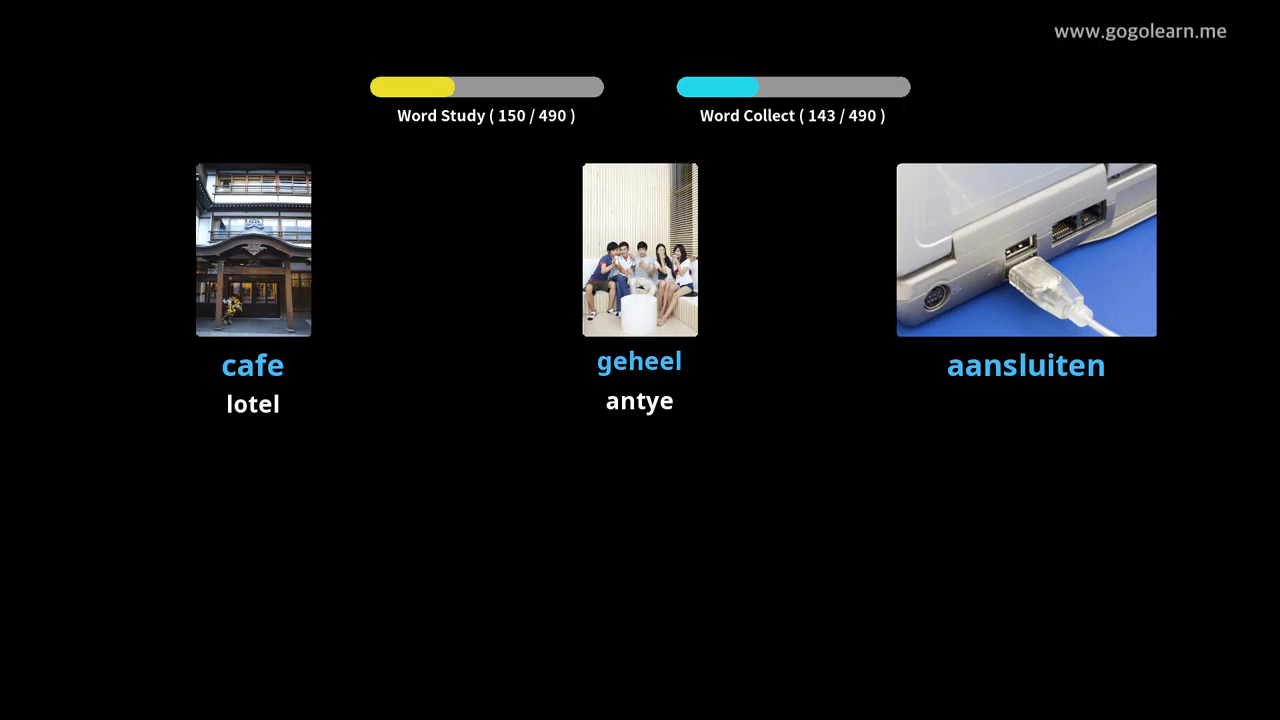 www.gogolearn.me
Word Study ( 150 / 490 )
Word Collect ( 143 / 490 )
cafe
lotel
geheel
antye
aansluiten